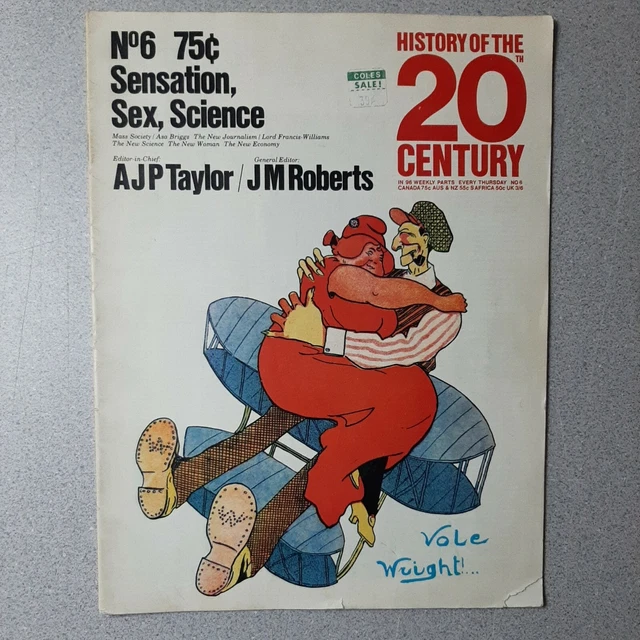 Nº6 75¢
Sensation,
Sex, Science
Mass Society / Asa Briggs The New Journalism / Lord Francis-Williams
The New Science The New Woman The New Economy
Editor-in-Chief: General Editor:
AJP Taylor / JM Roberts
COLES
SALE!
HISTORY OF THE
20TH
CENTURY
IN 96 WEEKLY PARTS EVERY THURSDAY NO 6
CANADA 75c AUS & NZ 55c S AFRICA 50c UK 3/6
Vole
Wright!...